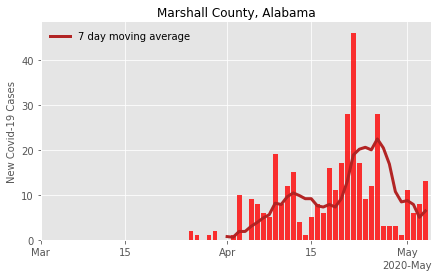 Marshall County, Alabama
7 day moving average
New Covid-19 Cases
40
30
20
10
0
Mar 15 Apr 15 May
2020-May